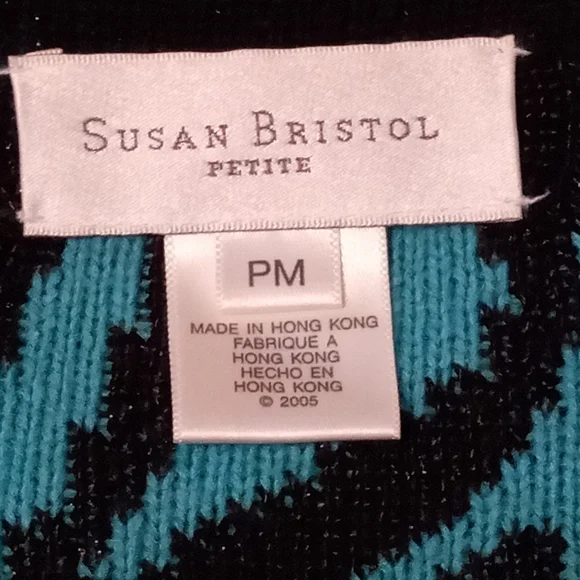 SUSAN BRISTOL
PETITE
PM
MADE IN HONG KONG
FABRIQUE A
HONG KONG
HECHO EN
HONG KONG
© 2005